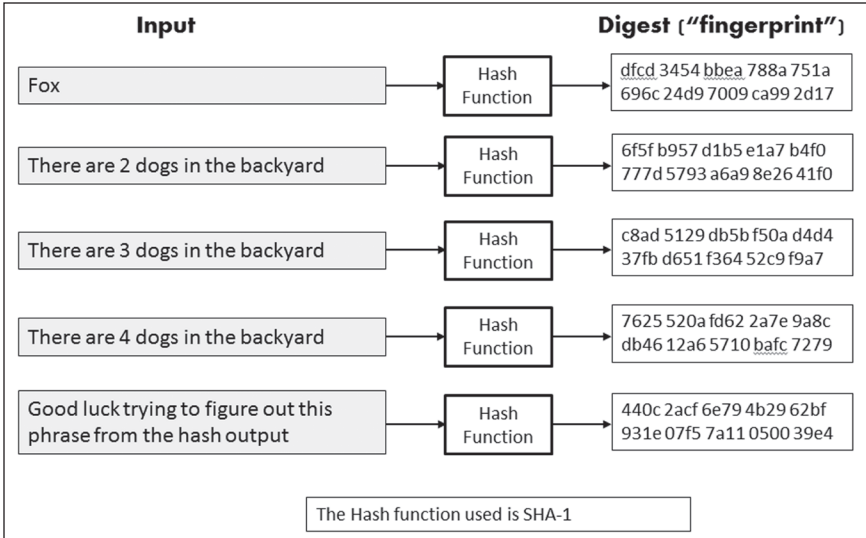 Input
Digest (“fingerprint”)
Fox
Hash
Function
dfcd 3454 bbea 788a 751a
696c 24d9 7009 ca99 2d17
There are 2 dogs in the backyard
Hash
Function
6f5f b957 d1b5 e1a7 b4f0
777d 5793 a6a9 8e26 41f0
There are 3 dogs in the backyard
Hash
Function
c8ad 5129 db5b f50a d4d4
37fb d651 f364 52c9 f9a7
There are 4 dogs in the backyard
Hash
Function
7625 520a fd62 2a7e 9a8c
db46 12a6 5710 bafc 7279
Good luck trying to figure out this
phrase from the hash output
Hash
Function
440c 2acf 6e79 4b29 62bf
931e 07f5 7a11 0500 39e4
The Hash function used is SHA-1